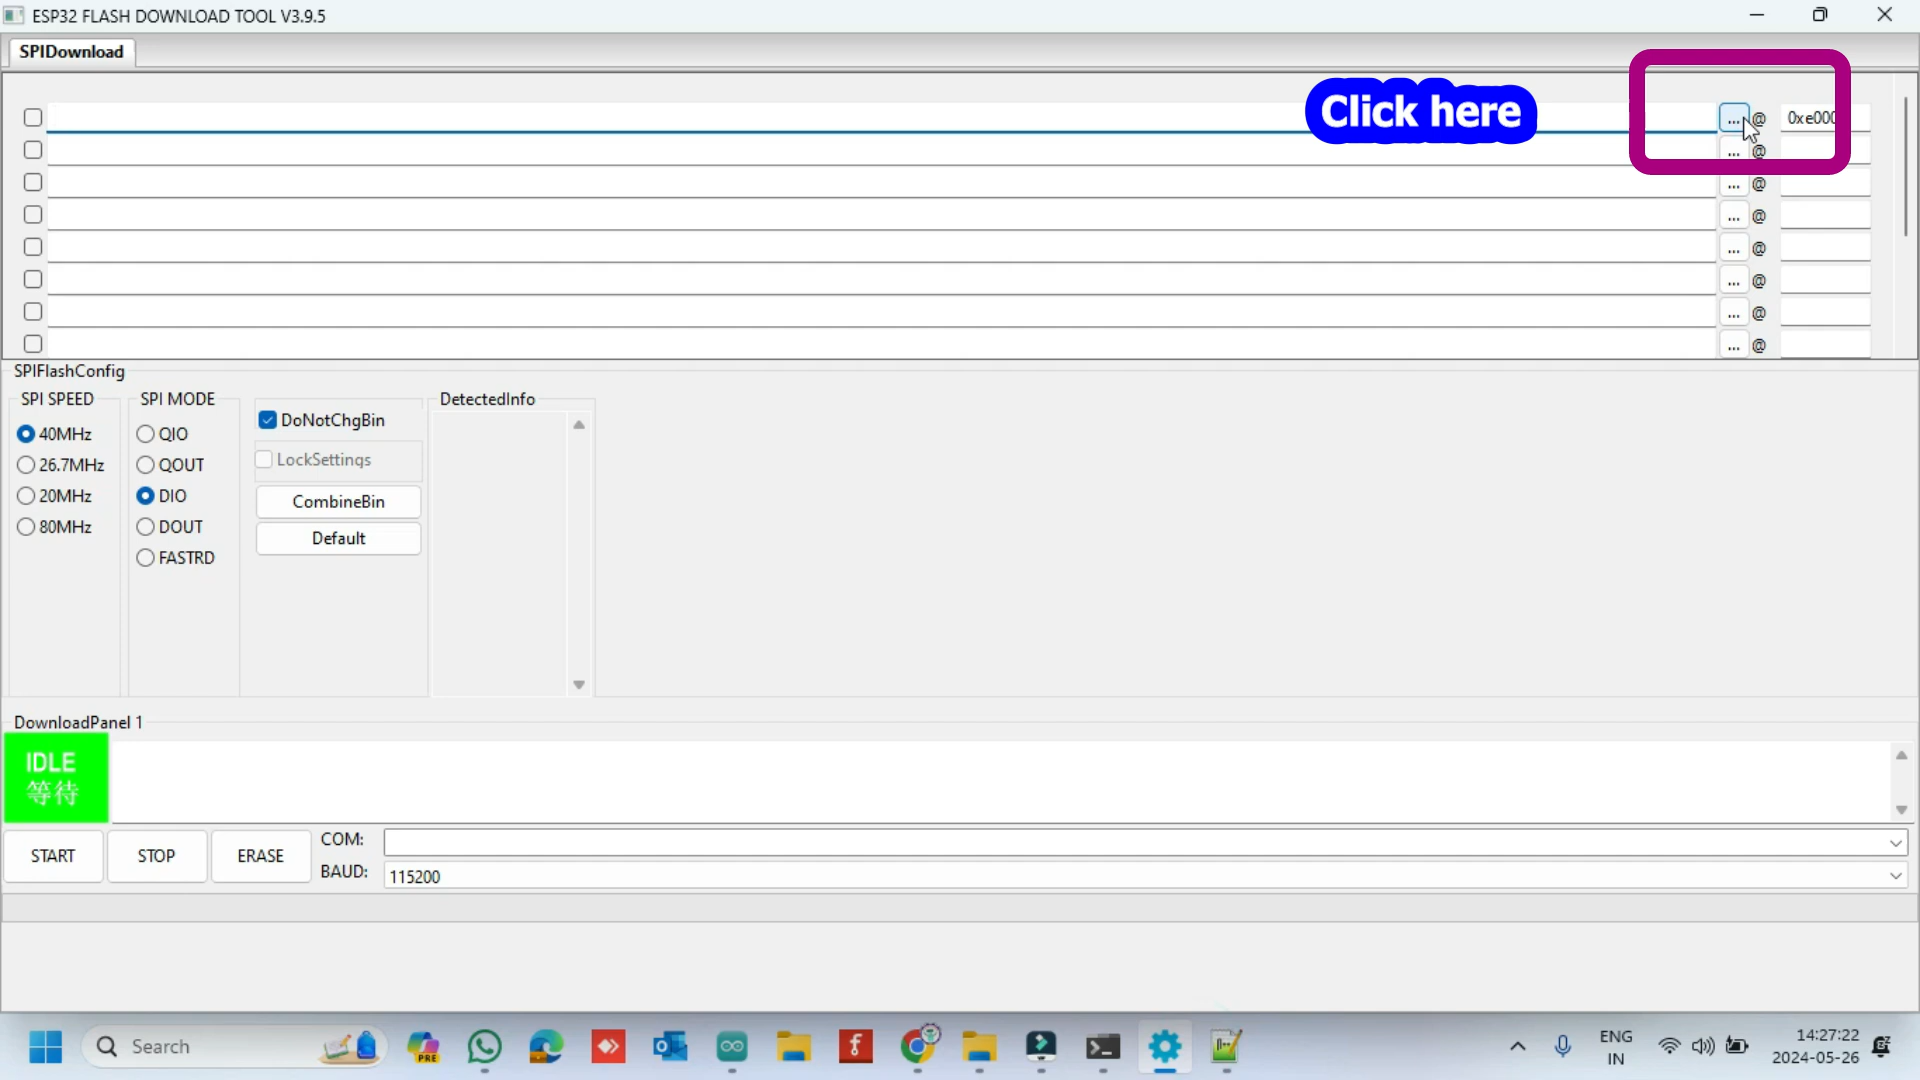 ESP32 FLASH DOWNLOAD TOOL V3.9.5
SPIDownload
Click here
... @ 0xe000
... @
... @
... @
... @
... @
... @
... @
SPIFlashConfig
SPI SPEED
40MHz
26.7MHz
20MHz
80MHz
SPI MODE
QIO
QOUT
DIO
DOUT
FASTRD
DoNotChgBin
LockSettings
CombineBin
Default
DetectedInfo
DownloadPanel 1
IDLE
等待
START
STOP
ERASE
COM:
BAUD: 115200
Search
PRE
ENG
IN
14:27:22
2024-05-26